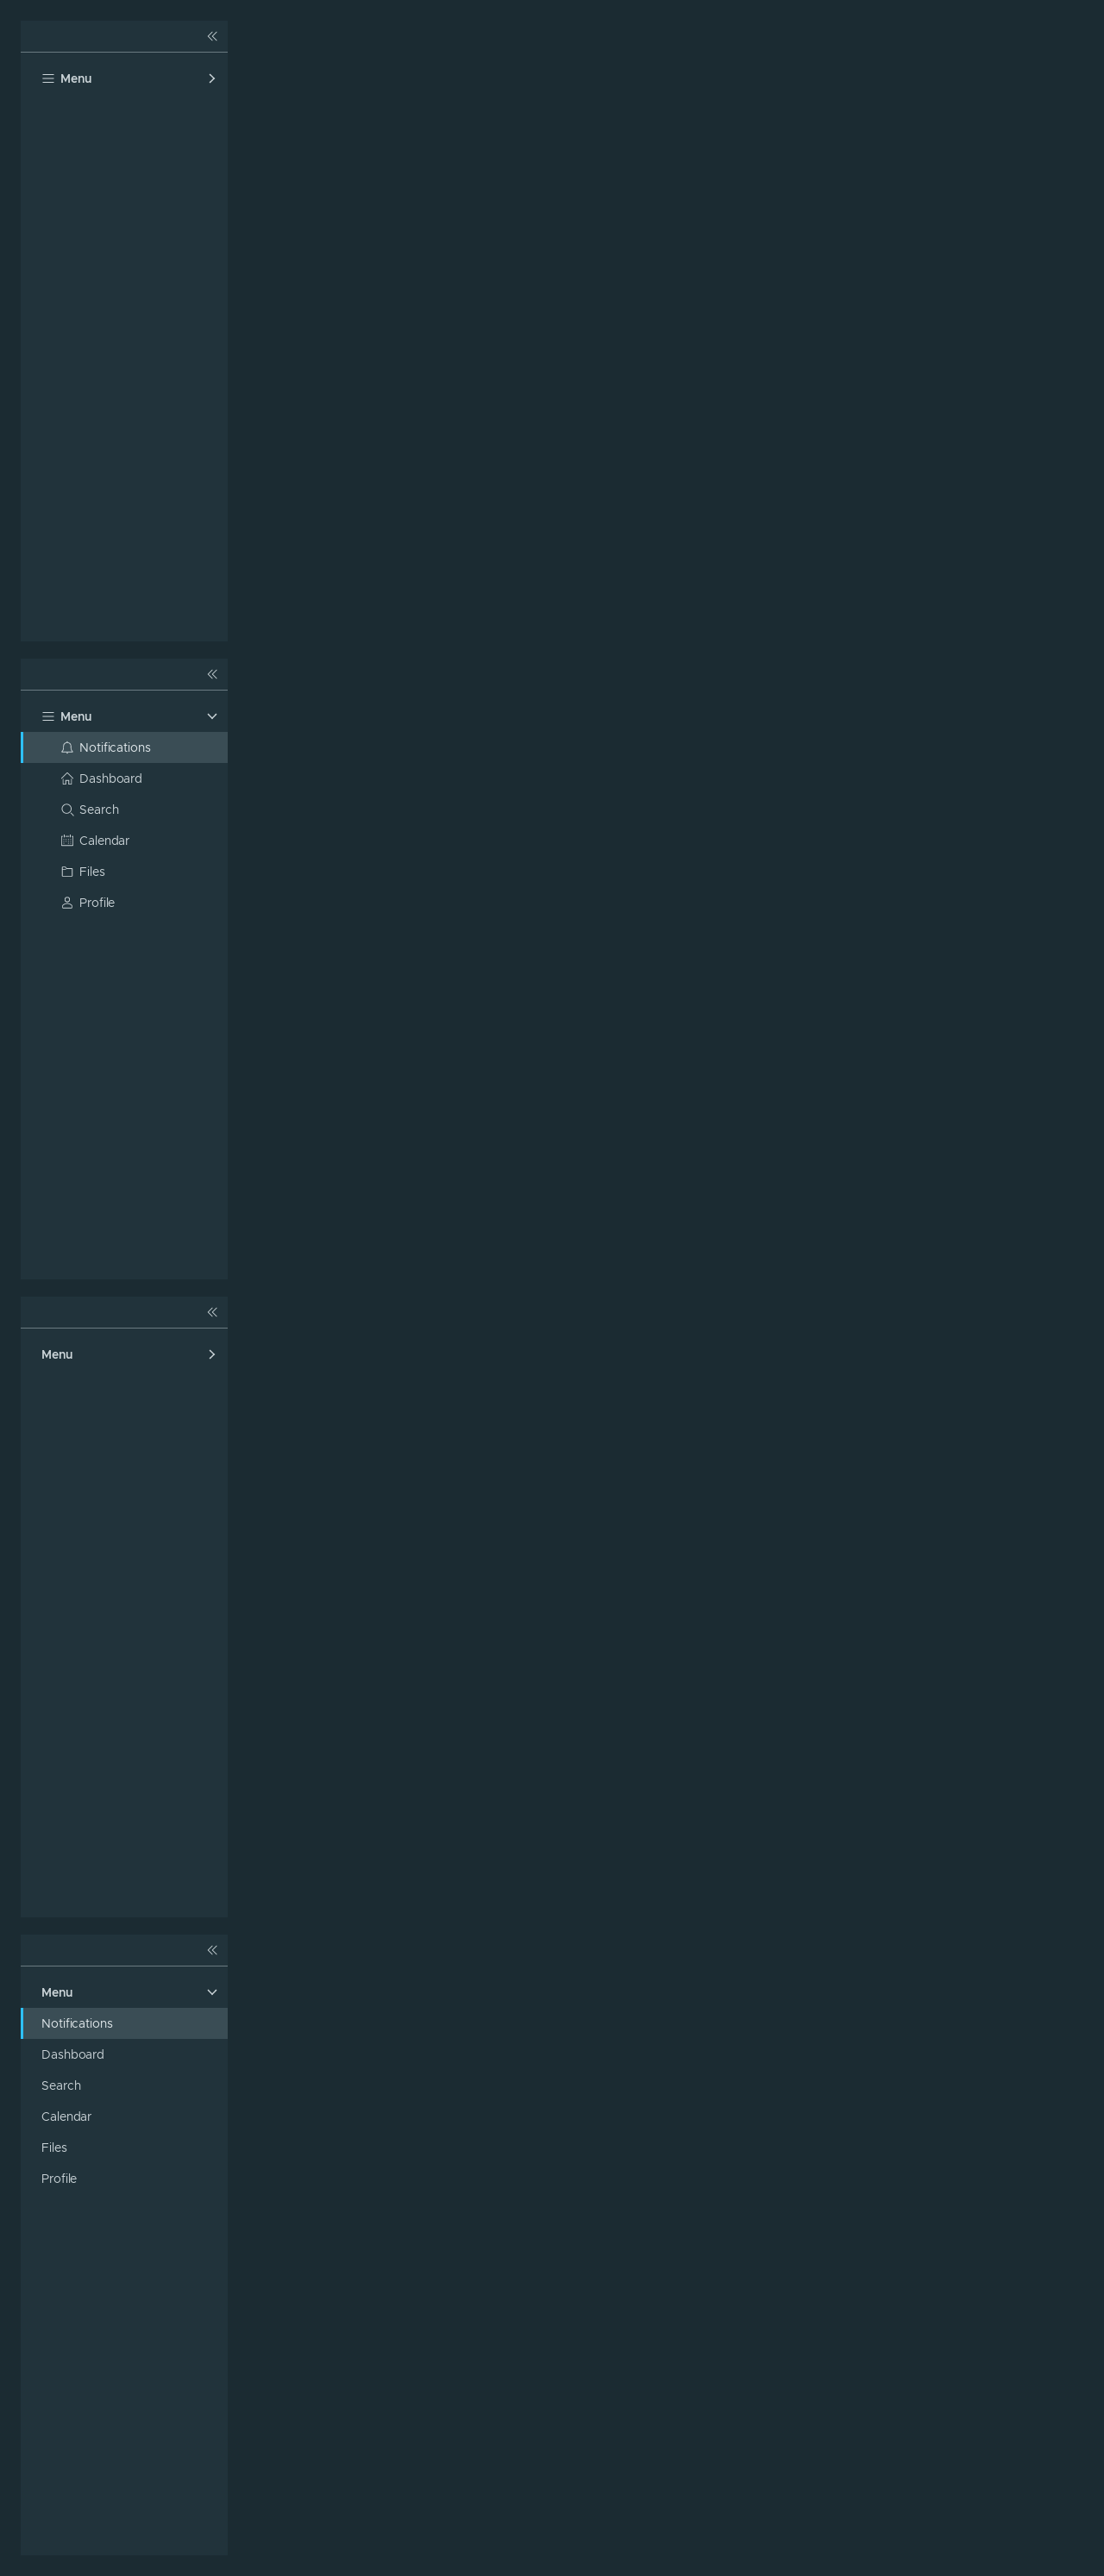 Menu
Menu
Notifications
Dashboard
Search
Calendar
Files
Profile
Menu
Menu
Notifications
Dashboard
Search
Calendar
Files
Profile